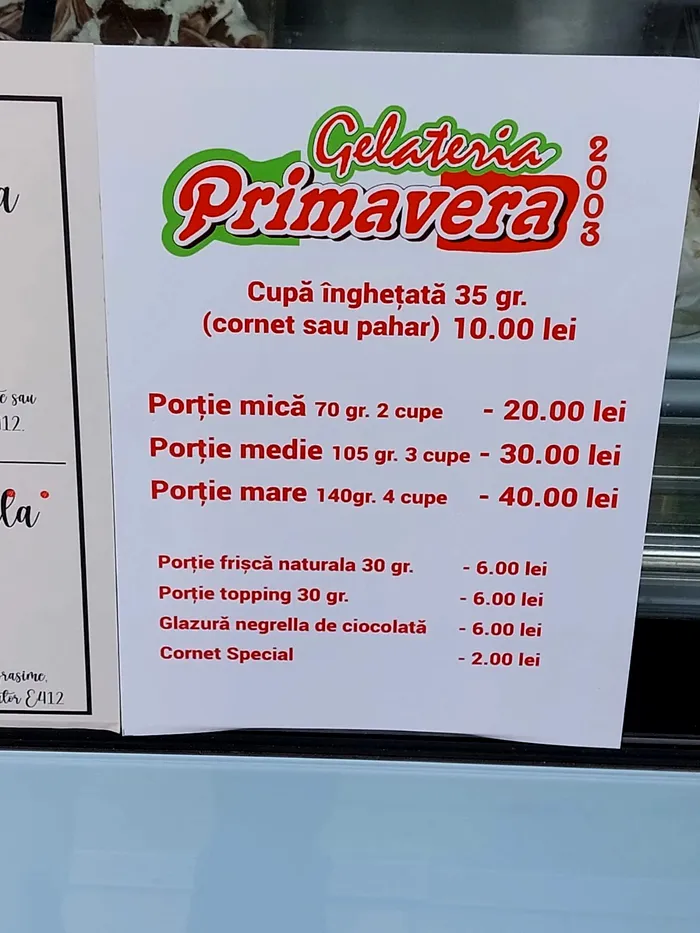 Gelateria
Primavera
2003
Cupă înghețată 35 gr.
(cornet sau pahar) 10.00 lei
Porție mică 70 gr. 2 cupe - 20.00 lei
Porție medie 105 gr. 3 cupe - 30.00 lei
Porție mare 140gr. 4 cupe - 40.00 lei
Porție frișcă naturala 30 gr. - 6.00 lei
Porție topping 30 gr. - 6.00 lei
Glazură negrella de ciocolată - 6.00 lei
Cornet Special - 2.00 lei
sau
E412